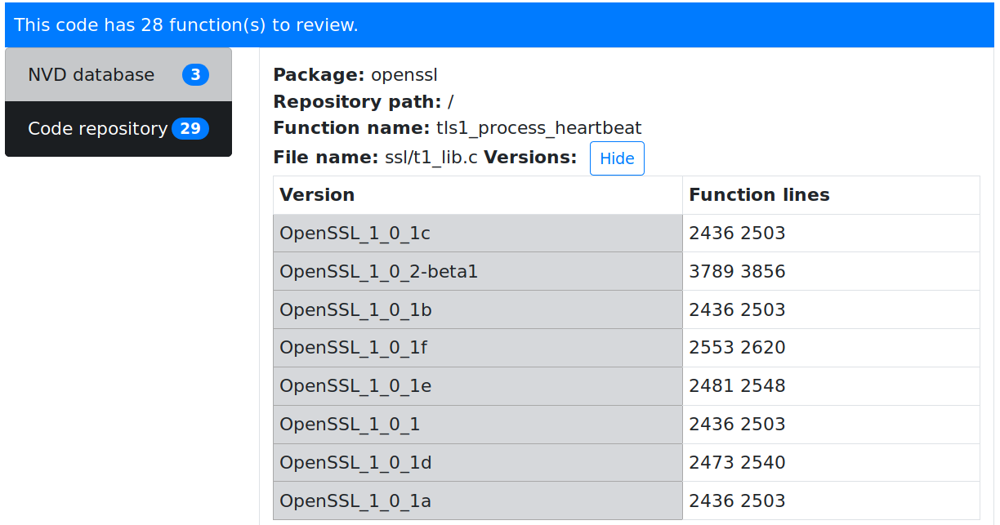 This code has 28 function(s) to review.
NVD database 3
Code repository 29
Package: openssl
Repository path: /
Function name: tls1_process_heartbeat
File name: ssl/t1_lib.c Versions: Hide
Version Function lines
OpenSSL_1_0_1c 2436 2503
OpenSSL_1_0_2-beta1 3789 3856
OpenSSL_1_0_1b 2436 2503
OpenSSL_1_0_1f 2553 2620
OpenSSL_1_0_1e 2481 2548
OpenSSL_1_0_1 2436 2503
OpenSSL_1_0_1d 2473 2540
OpenSSL_1_0_1a 2436 2503